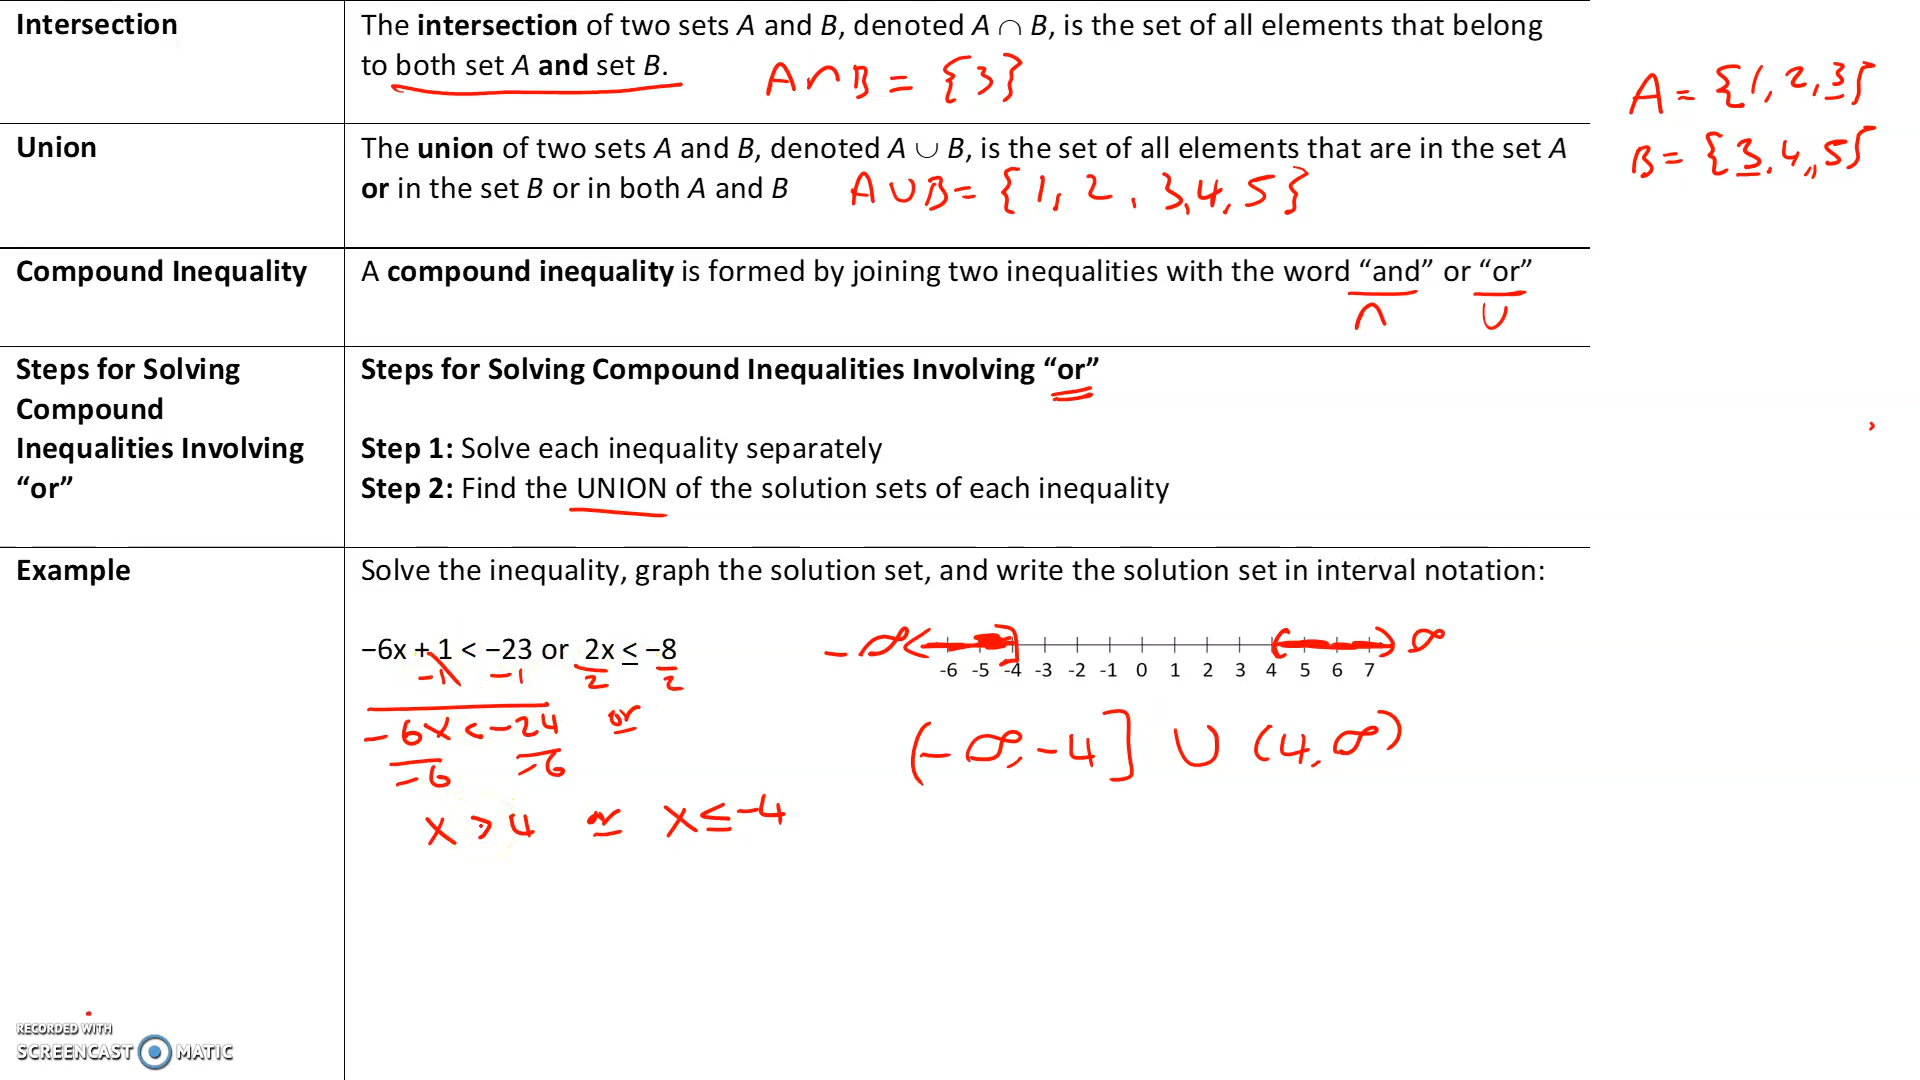 Intersection
The intersection of two sets A and B, denoted A ∩ B, is the set of all elements that belong
to both set A and set B.
A∩B = {3}
A = {1, 2, 3}
B = {3, 4, 5}
Union
The union of two sets A and B, denoted A ∪ B, is the set of all elements that are in the set A
or in the set B or in both A and B
A∪B = {1, 2, 3, 4, 5}
Compound Inequality
A compound inequality is formed by joining two inequalities with the word “and” or “or”
∩ ∪
Steps for Solving
Compound
Inequalities Involving
“or”
Steps for Solving Compound Inequalities Involving “or”
Step 1: Solve each inequality separately
Step 2: Find the UNION of the solution sets of each inequality
Example
Solve the inequality, graph the solution set, and write the solution set in interval notation:
−6x + 1 < −23 or 2x ≤ −8
−1 −1 2 2
−6x < −24 or
−6 −6
x > 4 or x ≤ −4
−∞ ∞
-6 -5 -4 -3 -2 -1 0 1 2 3 4 5 6 7
(−∞, −4] ∪ (4, ∞)
RECORDED WITH
SCREENCAST MATIC